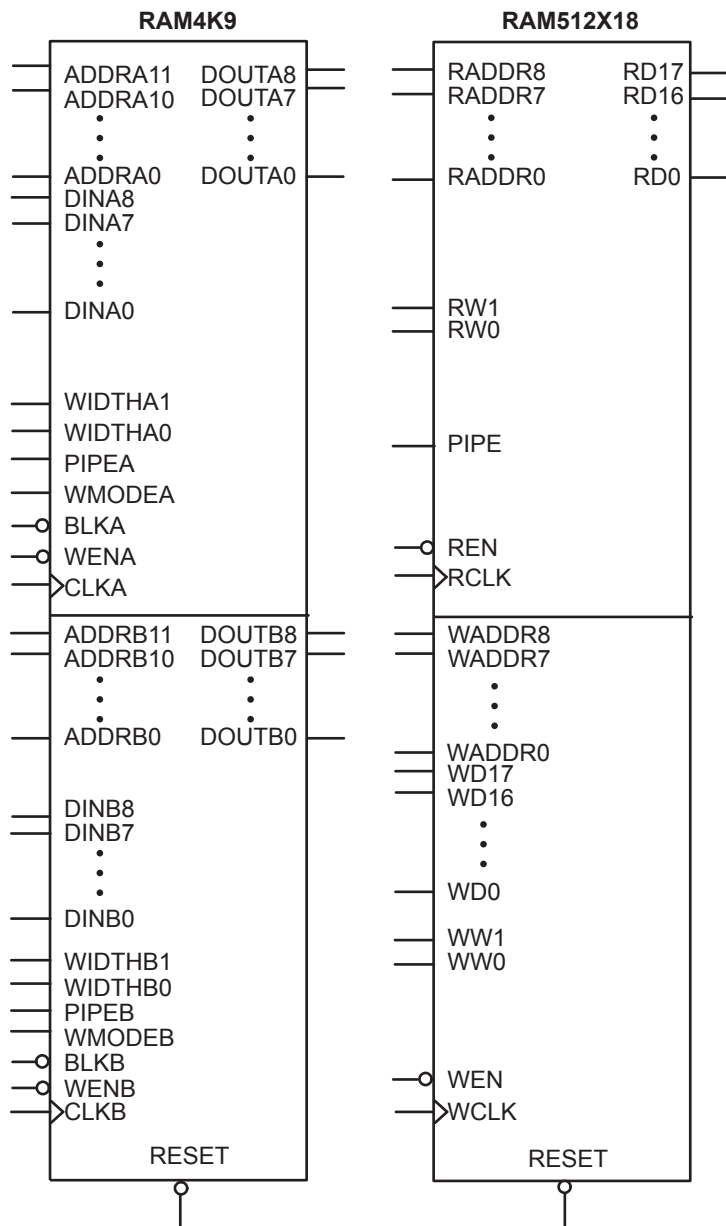 RAM4K9
ADDRA11 DOUTA8
ADDRA10 DOUTA7
ADDRA0 DOUTA0
DINA8
DINA7
DINA0
WIDTHA1
WIDTHA0
PIPEA
WMODEA
BLKA
WENA
CLKA
ADDRB11 DOUTB8
ADDRB10 DOUTB7
ADDRB0 DOUTB0
DINB8
DINB7
DINB0
WIDTHB1
WIDTHB0
PIPEB
WMODEB
BLKB
WENB
CLKB
RESET
RAM512X18
RADDR8 RD17
RADDR7 RD16
RADDR0 RD0
RW1
RW0
PIPE
REN
RCLK
WADDR8
WADDR7
WADDR0
WD17
WD16
WD0
WW1
WW0
WEN
WCLK
RESET